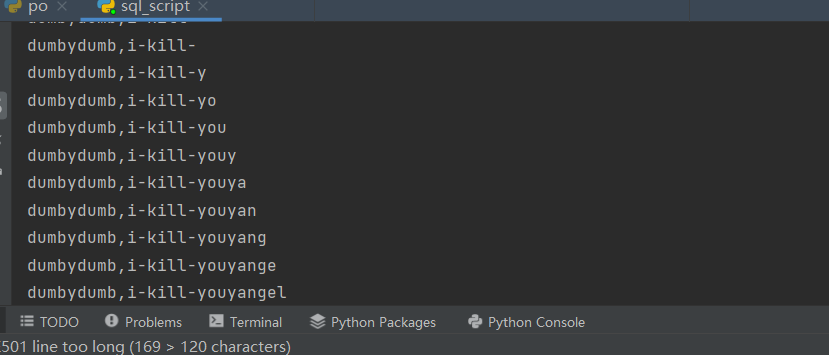 po
sql_script
dumbydumb,i-kill-
dumbydumb,i-kill-y
dumbydumb,i-kill-yo
dumbydumb,i-kill-you
dumbydumb,i-kill-youy
dumbydumb,i-kill-youya
dumbydumb,i-kill-youyan
dumbydumb,i-kill-youyang
dumbydumb,i-kill-youyange
dumbydumb,i-kill-youyangel
TODO Problems Terminal Python Packages Python Console
501 line too long (169 > 120 characters)